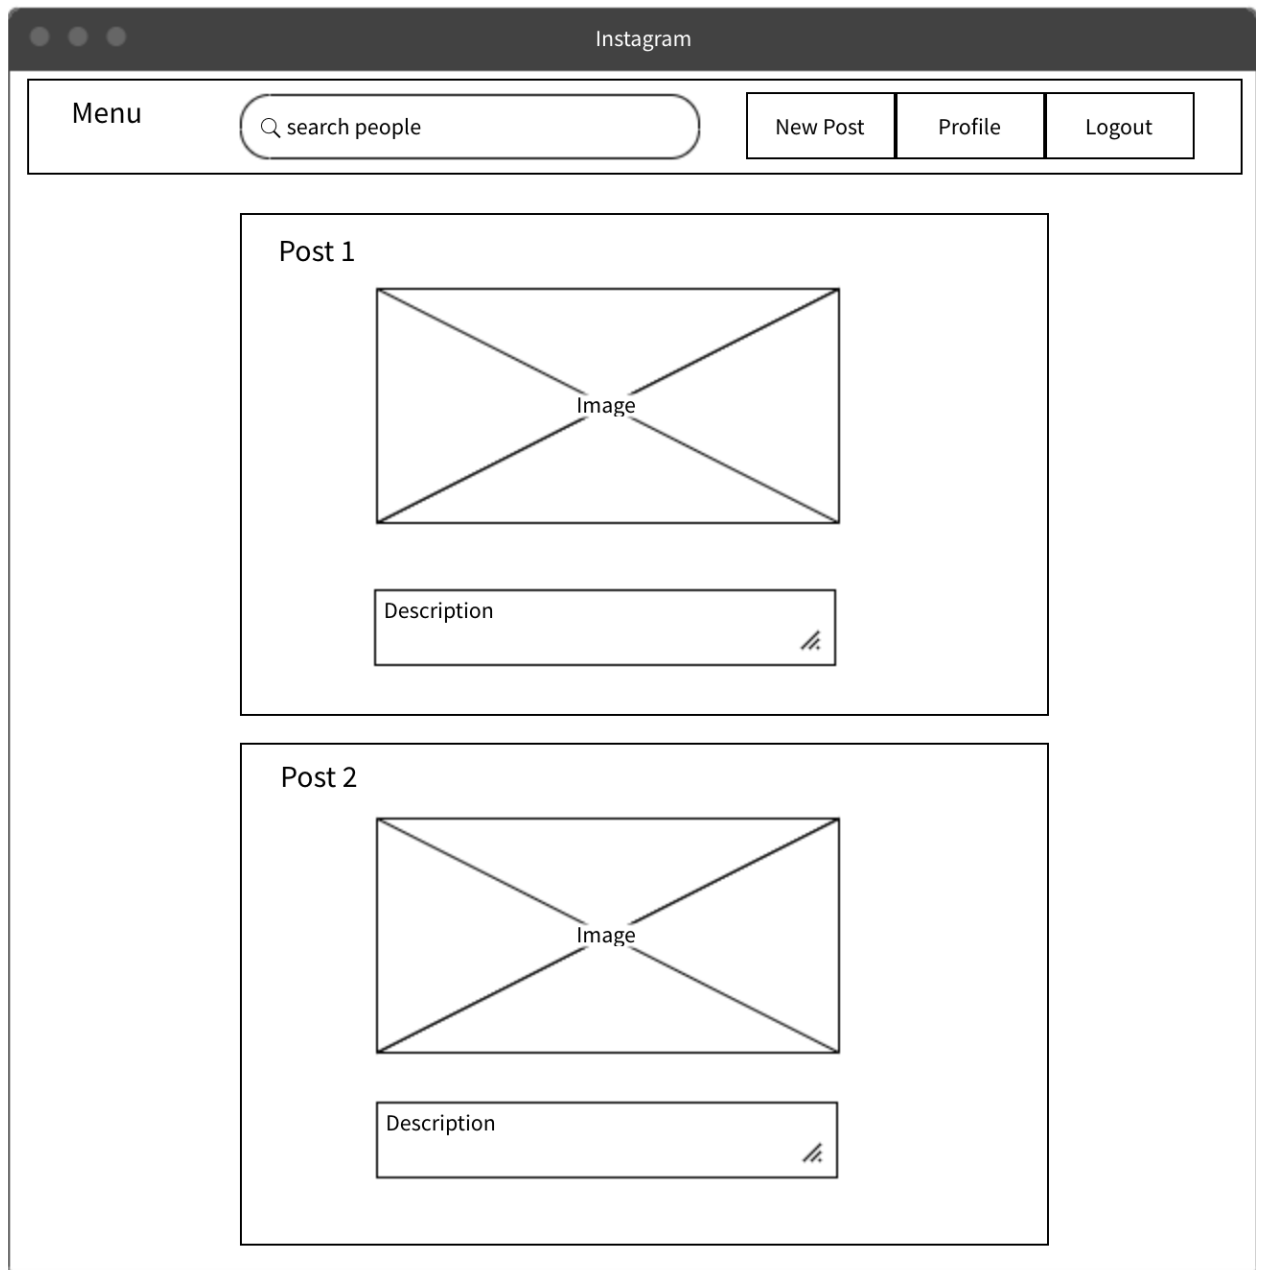 Instagram
Menu
search people
New Post
Profile
Logout
Post 1
Image
Description
Post 2
Image
Description